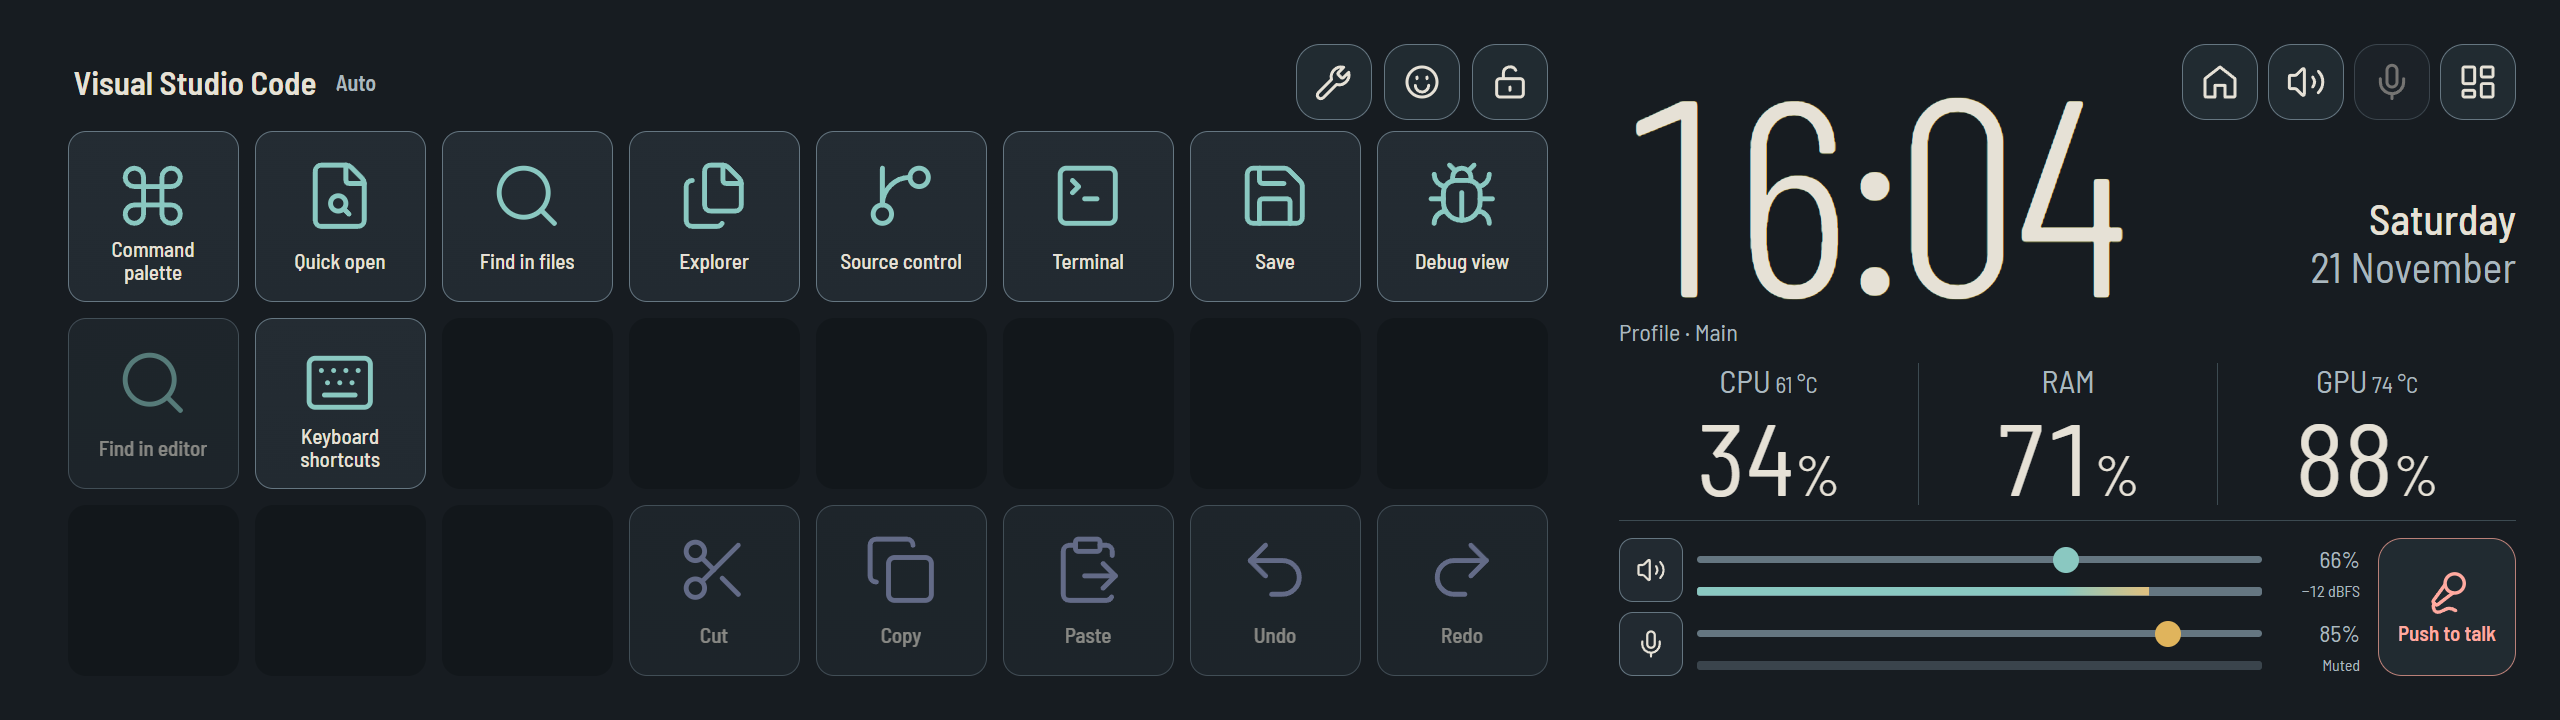 Visual Studio Code Auto
Command
palette
Quick open
Find in files
Explorer
Source control
Terminal
Save
Debug view
Find in editor
Keyboard
shortcuts
Cut
Copy
Paste
Undo
Redo
16:04
Saturday
21 November
Profile · Main
CPU 61 °C
34%
RAM
71%
GPU 74 °C
88%
66%
−12 dBFS
85%
Muted
Push to talk